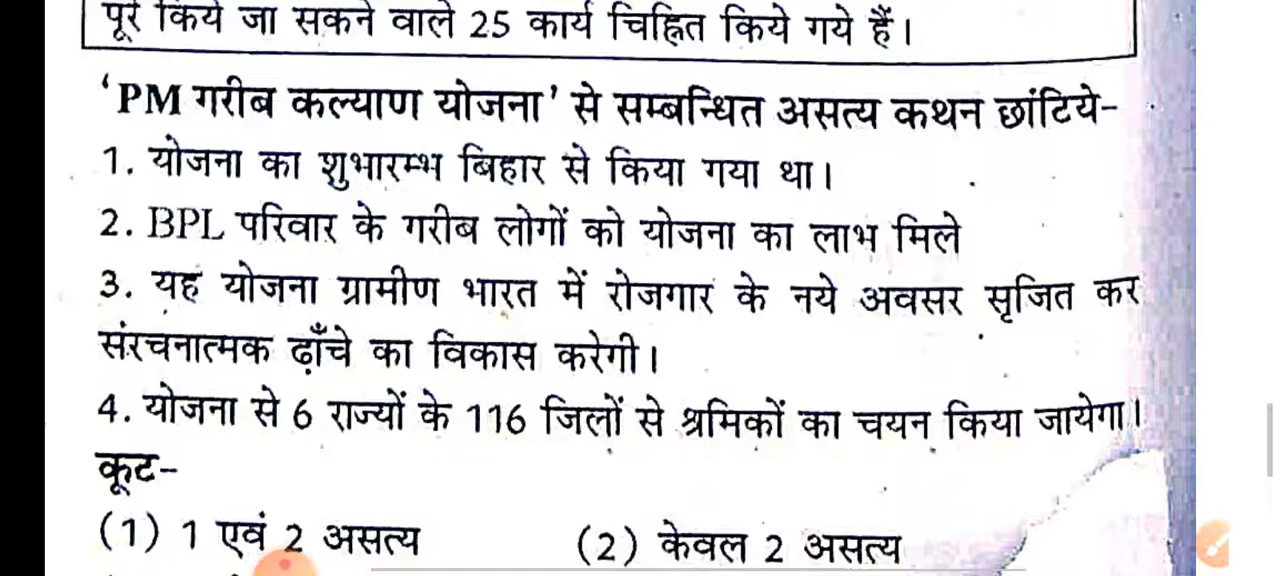 पूरे किये जा सकने वाले 25 कार्य चिह्नित किये गये हैं।
‘PM गरीब कल्याण योजना’ से सम्बन्धित असत्य कथन छांटिये-
1. योजना का शुभारम्भ बिहार से किया गया था।
2. BPL परिवार के गरीब लोगों को योजना का लाभ मिले
3. यह योजना ग्रामीण भारत में रोजगार के नये अवसर सृजित कर
संरचनात्मक ढ़ाँचे का विकास करेगी।
4. योजना से 6 राज्यों के 116 जिलों से श्रमिकों का चयन किया जायेगा।
कूट-
(1) 1 एवं 2 असत्य (2) केवल 2 असत्य